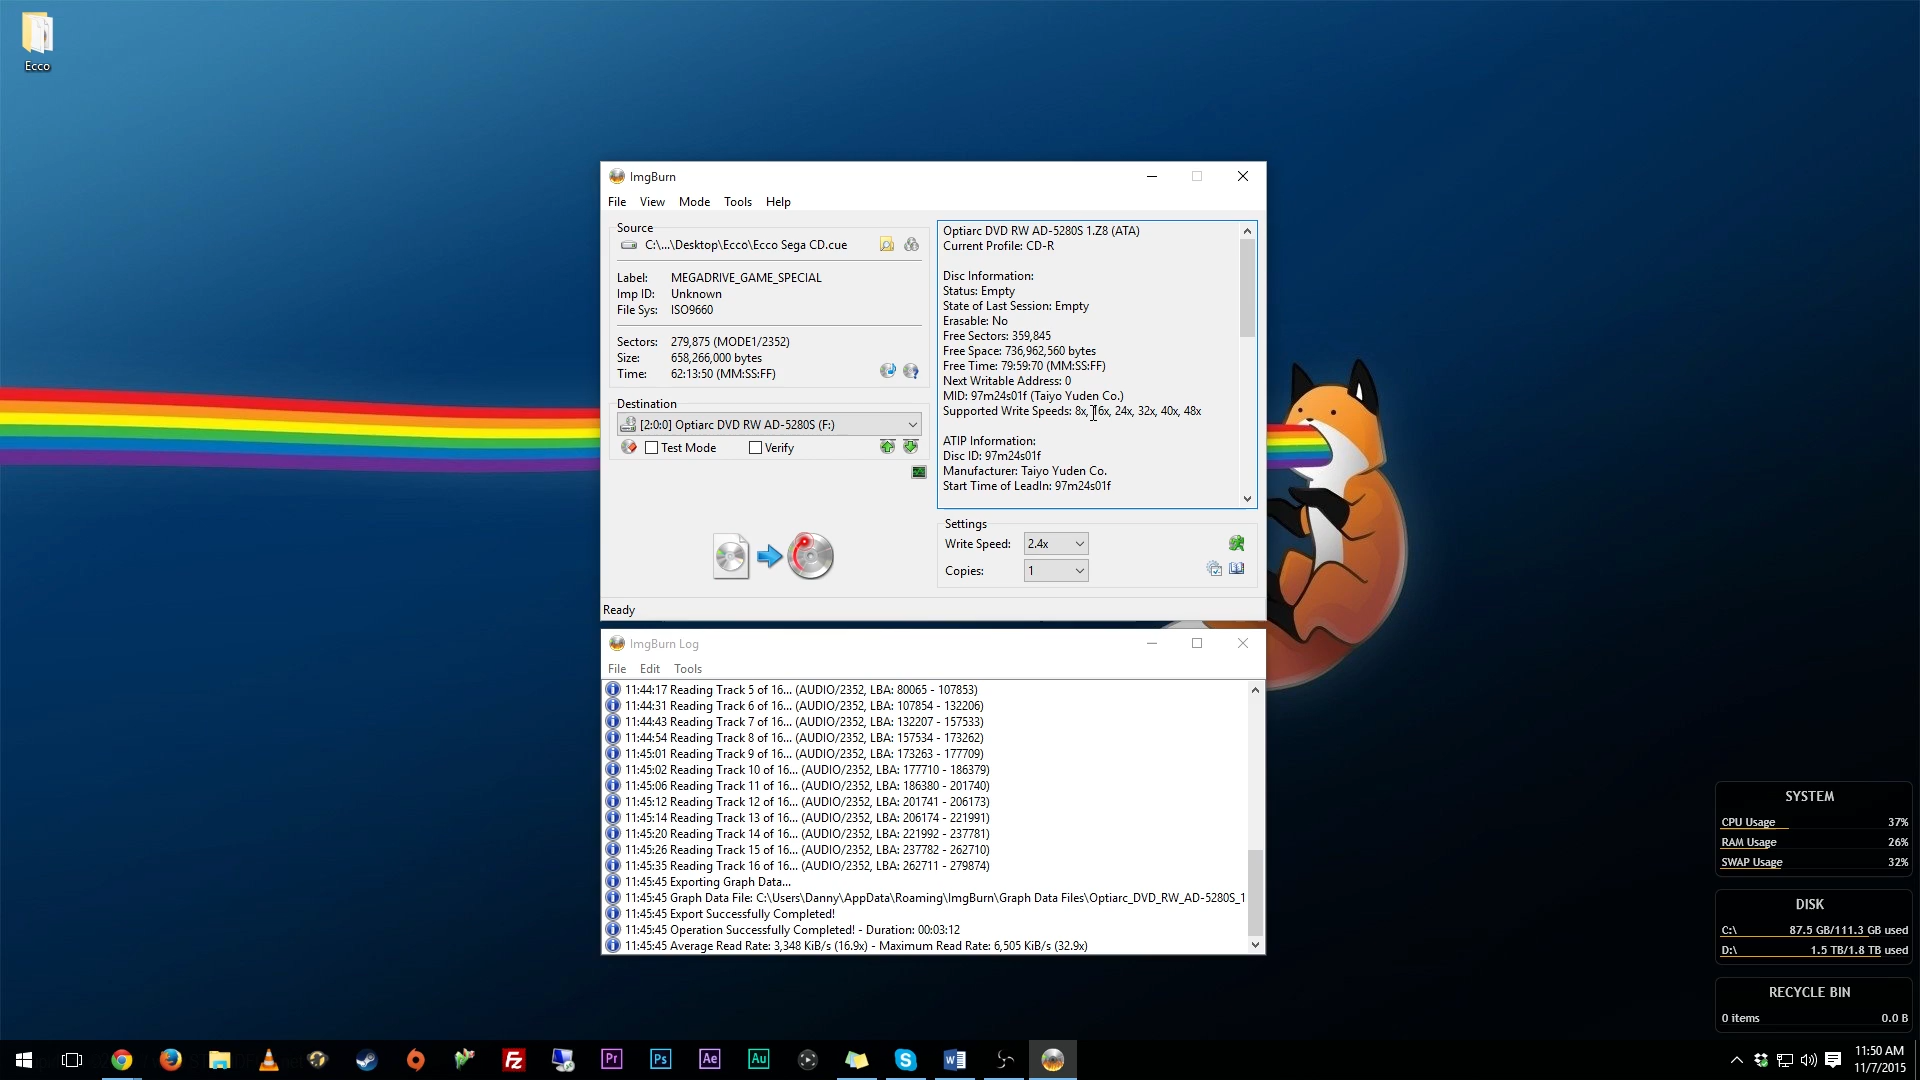 Ecco
ImgBurn
File View Mode Tools Help
Source
C:\...\Desktop\Ecco\Ecco Sega CD.cue
Label: MEGADRIVE_GAME_SPECIAL
Imp ID: Unknown
File Sys: ISO9660
Sectors: 279,875 (MODE1/2352)
Size: 658,266,000 bytes
Time: 62:13:50 (MM:SS:FF)
Destination
[2:0:0] Optiarc DVD RW AD-5280S (F:)
Test Mode Verify
Optiarc DVD RW AD-5280S 1.Z8 (ATA)
Current Profile: CD-R
Disc Information:
Status: Empty
State of Last Session: Empty
Erasable: No
Free Sectors: 359,845
Free Space: 736,962,560 bytes
Free Time: 79:59:70 (MM:SS:FF)
Next Writable Address: 0
MID: 97m24s01f (Taiyo Yuden Co.)
Supported Write Speeds: 8x, 16x, 24x, 32x, 40x, 48x
ATIP Information:
Disc ID: 97m24s01f
Manufacturer: Taiyo Yuden Co.
Start Time of LeadIn: 97m24s01f
Settings
Write Speed: 2.4x
Copies: 1
Ready
ImgBurn Log
File Edit Tools
11:44:17 Reading Track 5 of 16... (AUDIO/2352, LBA: 80065 - 107853)
11:44:31 Reading Track 6 of 16... (AUDIO/2352, LBA: 107854 - 132206)
11:44:43 Reading Track 7 of 16... (AUDIO/2352, LBA: 132207 - 157533)
11:44:54 Reading Track 8 of 16... (AUDIO/2352, LBA: 157534 - 173262)
11:45:01 Reading Track 9 of 16... (AUDIO/2352, LBA: 173263 - 177709)
11:45:02 Reading Track 10 of 16... (AUDIO/2352, LBA: 177710 - 186379)
11:45:06 Reading Track 11 of 16... (AUDIO/2352, LBA: 186380 - 201740)
11:45:12 Reading Track 12 of 16... (AUDIO/2352, LBA: 201741 - 206173)
11:45:14 Reading Track 13 of 16... (AUDIO/2352, LBA: 206174 - 221991)
11:45:20 Reading Track 14 of 16... (AUDIO/2352, LBA: 221992 - 237781)
11:45:26 Reading Track 15 of 16... (AUDIO/2352, LBA: 237782 - 262710)
11:45:35 Reading Track 16 of 16... (AUDIO/2352, LBA: 262711 - 279874)
11:45:45 Exporting Graph Data...
11:45:45 Graph Data File: C:\Users\Danny\AppData\Roaming\ImgBurn\Graph Data Files\Optiarc_DVD_RW_AD-5280S_1
11:45:45 Export Successfully Completed!
11:45:45 Operation Successfully Completed! - Duration: 00:03:12
11:45:45 Average Read Rate: 3,348 KiB/s (16.9x) - Maximum Read Rate: 6,505 KiB/s (32.9x)
SYSTEM
CPU Usage 37%
RAM Usage 26%
SWAP Usage 32%
DISK
C:\ 87.5 GB/111.3 GB used
D:\ 1.5 TB/1.8 TB used
RECYCLE BIN
0 items 0.0 B
Pr Ps Ae Au
11:50 AM
11/7/2015